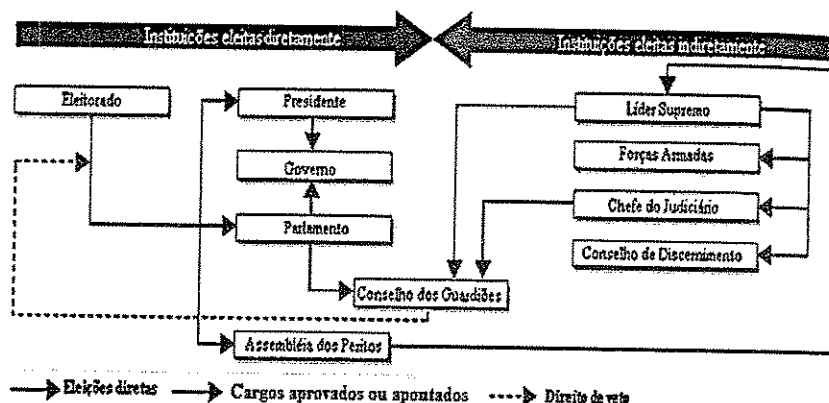 Instituições eleitas diretamente
Instituições eleitas indiretamente
Eleitorado
Presidente
Líder Supremo
Governo
Forças Armadas
Parlamento
Chefe do Judiciário
Conselho de Discernimento
Conselho dos Guardiões
Assembléia dos Peritos
Eleições diretas
Cargos aprovados ou apontados
Direito de veto